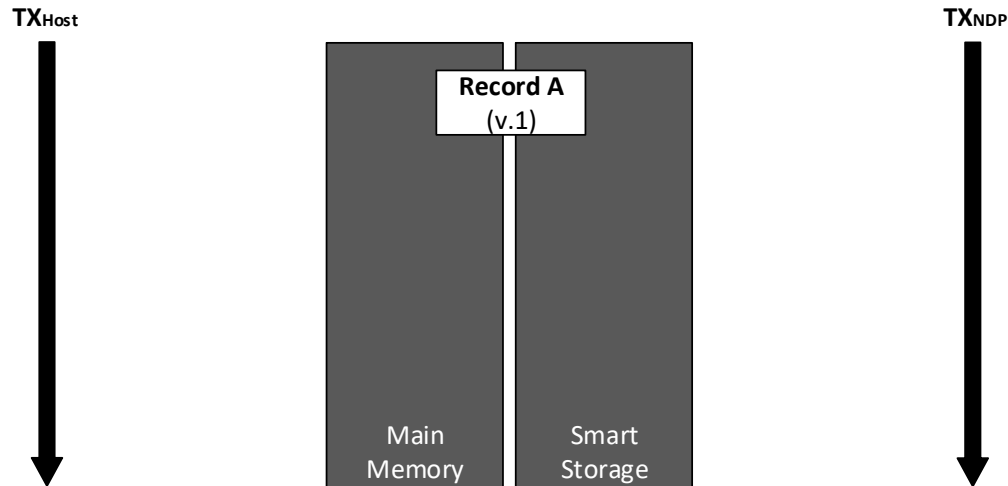 TXHost
TXNDP
Record A
(v.1)
Main
Memory
Smart
Storage